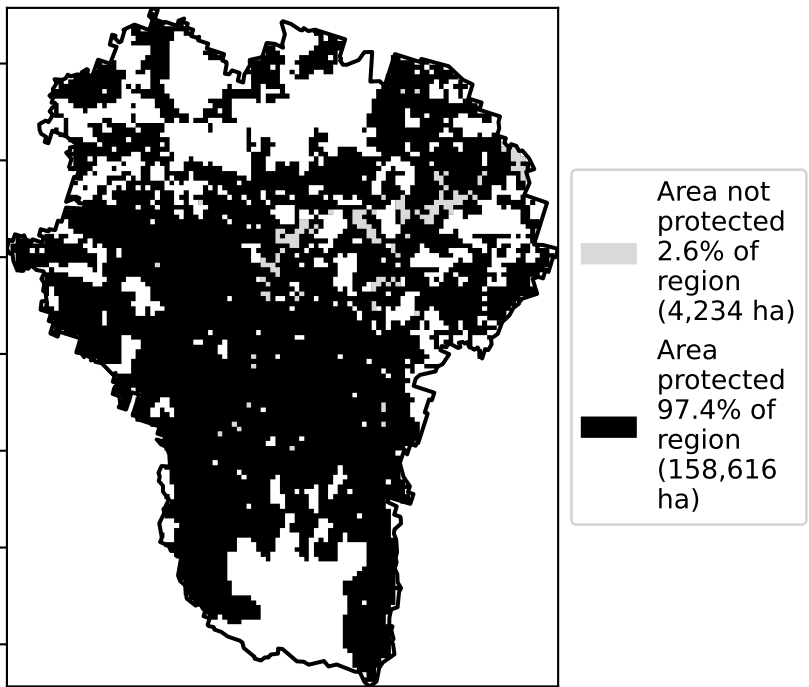 Area not
protected
2.6% of
region
(4,234 ha)
Area
protected
97.4% of
region
(158,616
ha)